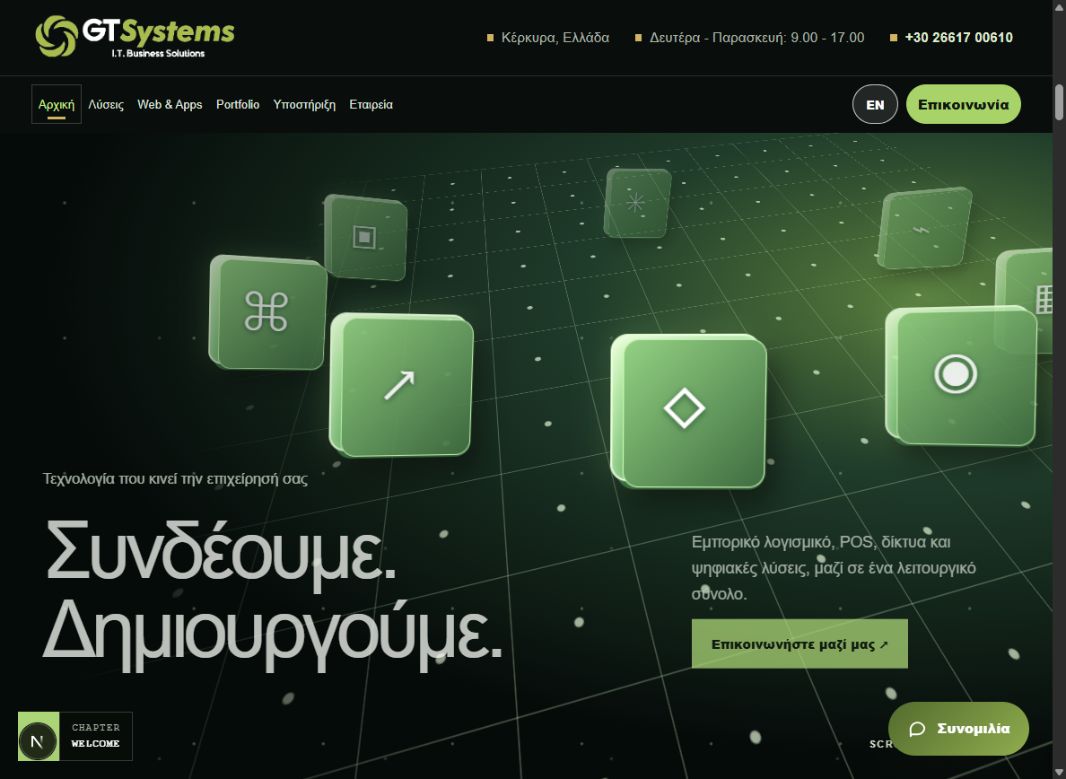 GTSystems
I.T. Business Solutions
Κέρκυρα, Ελλάδα
Δευτέρα - Παρασκευή: 9.00 - 17.00
+30 26617 00610
Αρχική
Λύσεις
Web & Apps
Portfolio
Υποστήριξη
Εταιρεία
EN
Επικοινωνία
Τεχνολογία που κινεί την επιχείρησή σας
Συνδέουμε.
Δημιουργούμε.
Εμπορικό λογισμικό, POS, δίκτυα και
ψηφιακές λύσεις, μαζί σε ένα λειτουργικό
σύνολο.
Επικοινωνήστε μαζί μας ↗
N
CHAPTER
WELCOME
SCR
Συνομιλία